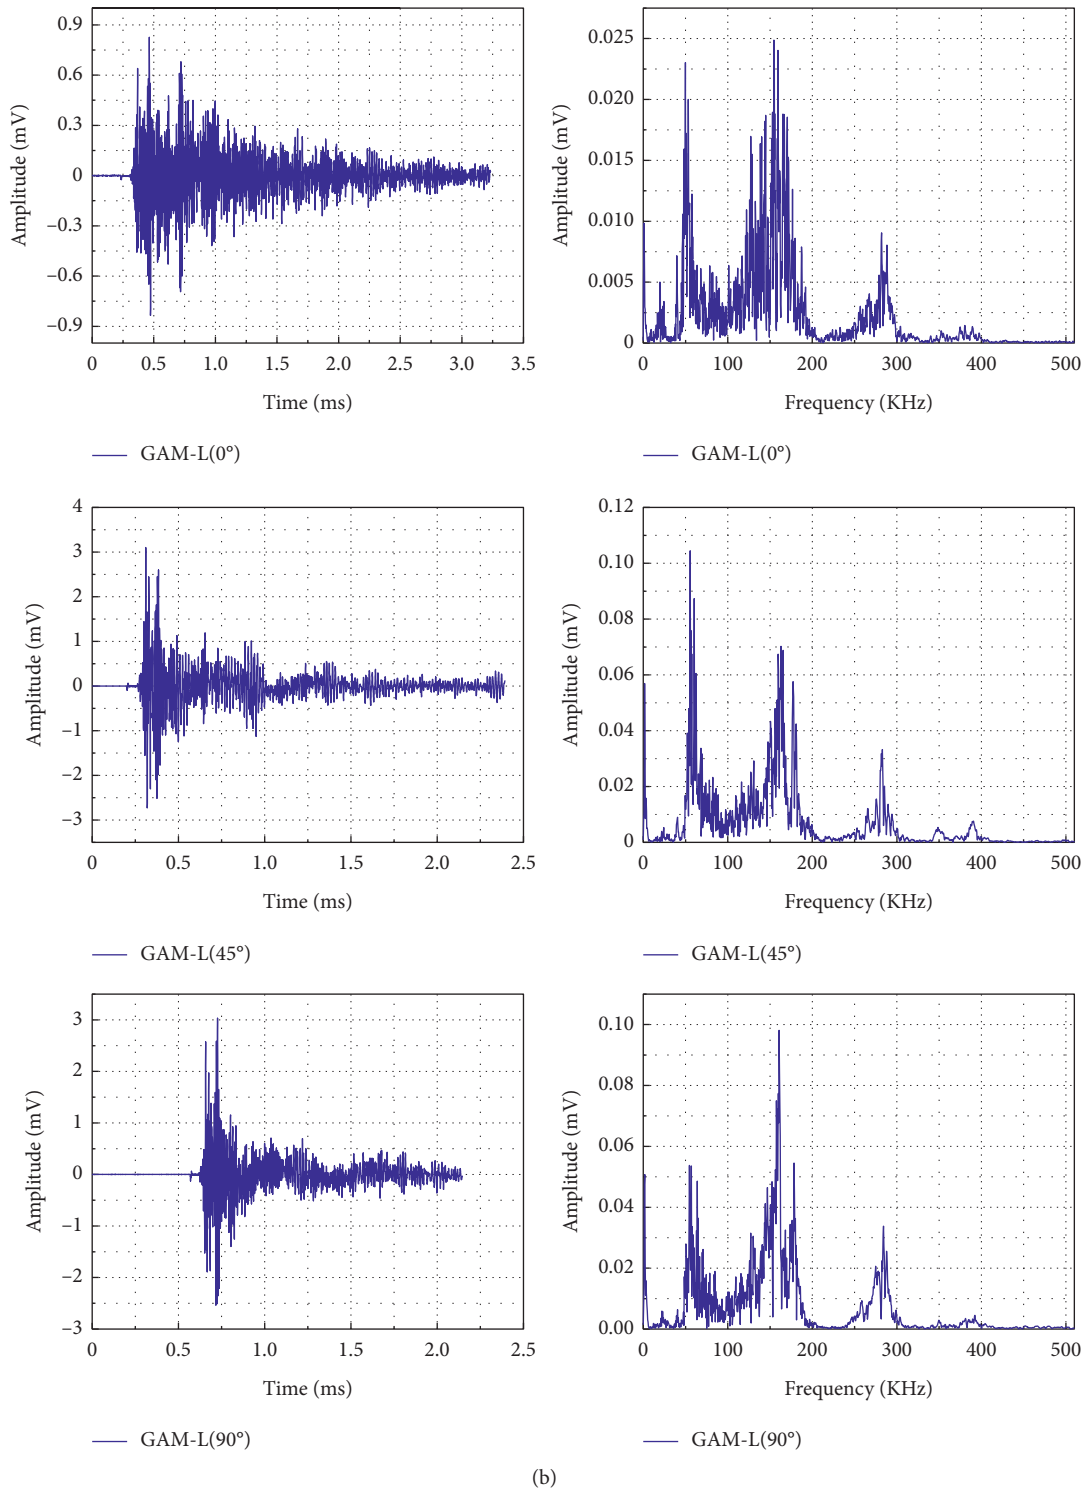 0.9
0.6
0.3
0
−0.3
−0.6
−0.9
Amplitude (mV)
0 0.5 1.0 1.5 2.0 2.5 3.0 3.5
Time (ms)
GAM-L(0°)
0.025
0.020
0.015
0.010
0.005
0
Amplitude (mV)
0 100 200 300 400 500
Frequency (KHz)
GAM-L(0°)
4
3
2
1
0
−1
−2
−3
Amplitude (mV)
0 0.5 1.0 1.5 2.0 2.5
Time (ms)
GAM-L(45°)
0.12
0.10
0.08
0.06
0.04
0.02
0
Amplitude (mV)
0 100 200 300 400 500
Frequency (KHz)
GAM-L(45°)
3
2
1
0
−1
−2
−3
Amplitude (mV)
0 0.5 1.0 1.5 2.0 2.5
Time (ms)
GAM-L(90°)
0.10
0.08
0.06
0.04
0.02
0.00
Amplitude (mV)
0 100 200 300 400 500
Frequency (KHz)
GAM-L(90°)
(b)